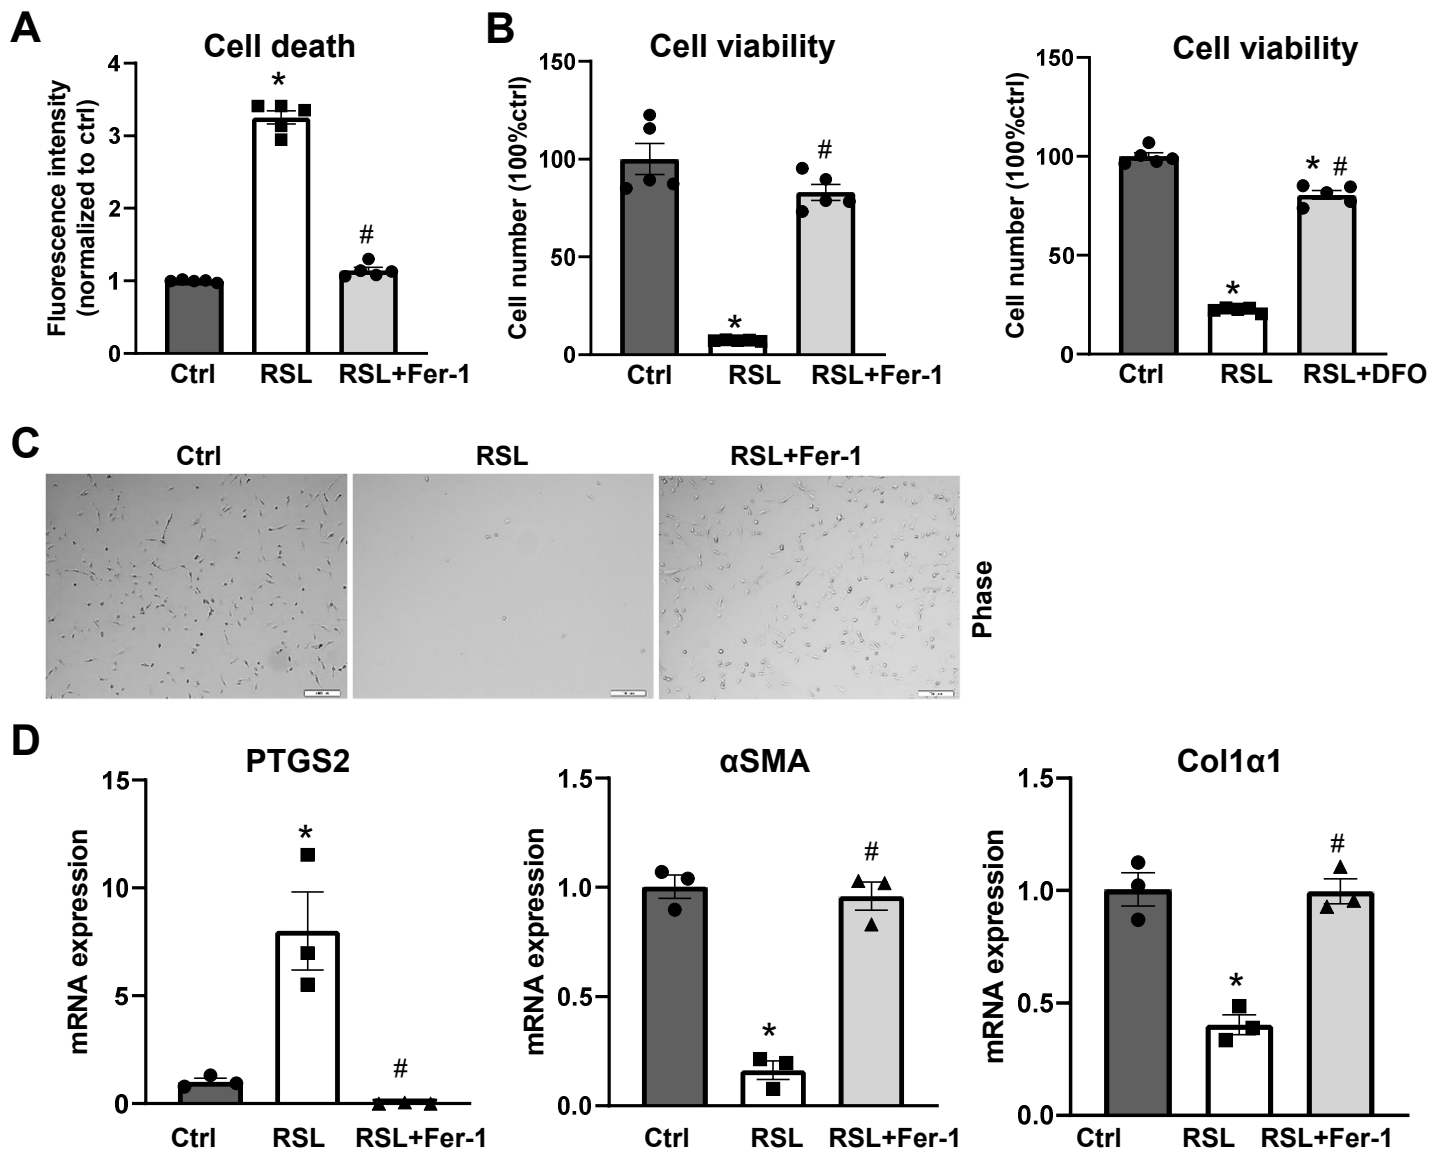 A
Cell death
Fluorescence intensity
(normalized to ctrl)
4
3
2
1
0
*
#
Ctrl
RSL
RSL+Fer-1
B
Cell viability
Cell number (100%ctrl)
150
100
50
0
*
#
Ctrl
RSL
RSL+Fer-1
Cell viability
Cell number (100%ctrl)
150
100
50
0
*
* #
Ctrl
RSL
RSL+DFO
C
Ctrl
RSL
RSL+Fer-1
Phase
D
PTGS2
mRNA expression
15
10
5
0
*
#
Ctrl
RSL
RSL+Fer-1
αSMA
mRNA expression
1.5
1.0
0.5
0.0
*
#
Ctrl
RSL
RSL+Fer-1
Col1α1
mRNA expression
1.5
1.0
0.5
0.0
*
#
Ctrl
RSL
RSL+Fer-1